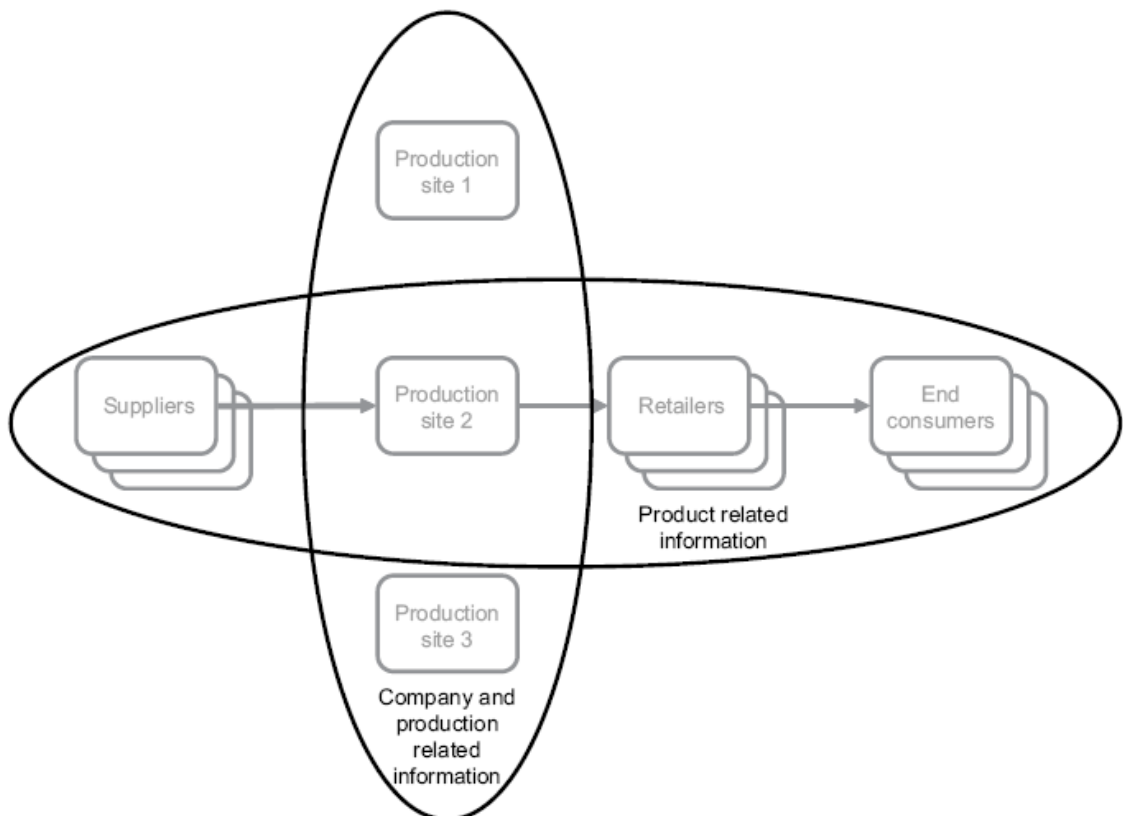 Production
site 1
Suppliers
Production
site 2
Retailers
End
consumers
Product related
information
Production
site 3
Company and
production
related
information